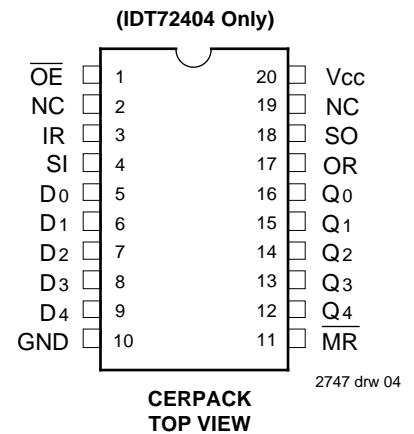 (IDT72404 Only)
O̅E̅ 1 20 Vcc
NC 2 19 NC
IR 3 18 SO
SI 4 17 OR
D0 5 16 Q0
D1 6 15 Q1
D2 7 14 Q2
D3 8 13 Q3
D4 9 12 Q4
GND 10 11 M̅R̅
2747 drw 04
CERPACK
TOP VIEW